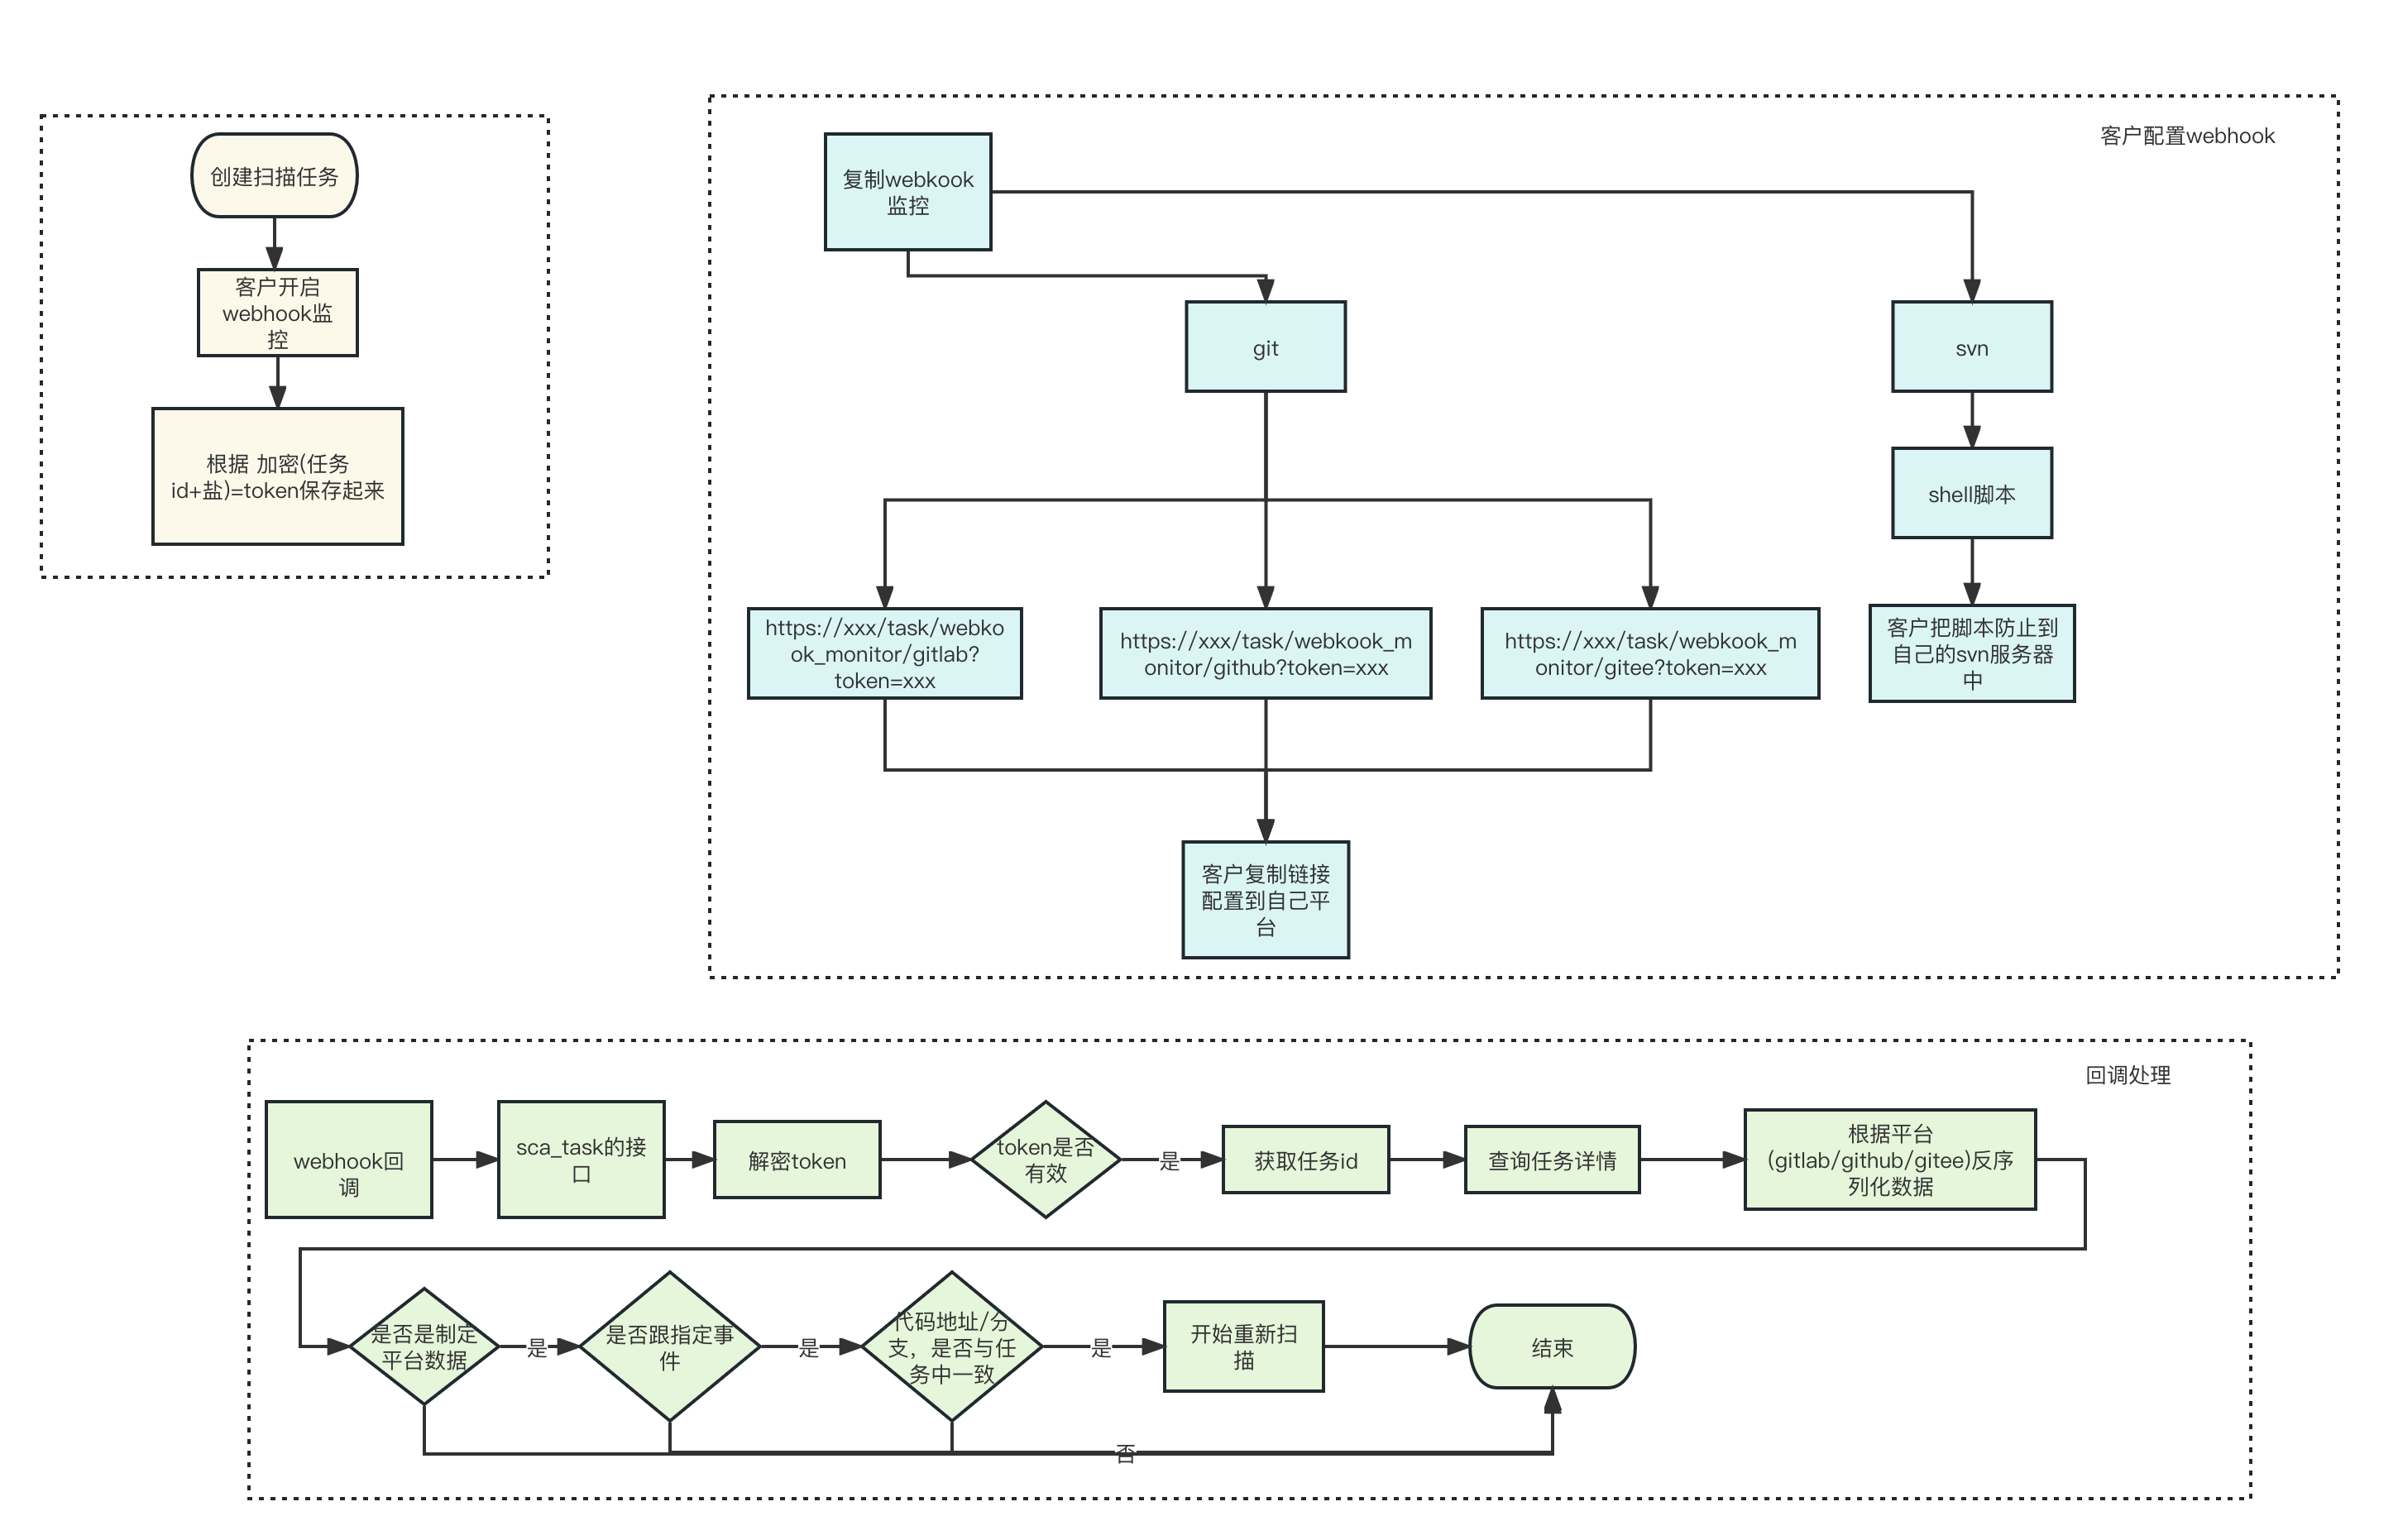 创建扫描任务
客户开启
webhook监
控
根据 加密(任务
id+盐)=token保存起来
客户配置webhook
复制webkook
监控
git
svn
shell脚本
https://xxx/task/webko
ok_monitor/gitlab?
token=xxx
https://xxx/task/webkook_m
onitor/github?token=xxx
https://xxx/task/webkook_m
onitor/gitee?token=xxx
客户把脚本防止到
自己的svn服务器
中
客户复制链接
配置到自己平
台
回调处理
webhook回
调
sca_task的接
口
解密token
token是否
有效
是
获取任务id
查询任务详情
根据平台
(gitlab/github/gitee)反序
列化数据
是否是制定
平台数据
是
是否跟指定事
件
是
代码地址/分
支，是否与任
务中一致
是
开始重新扫
描
结束
否